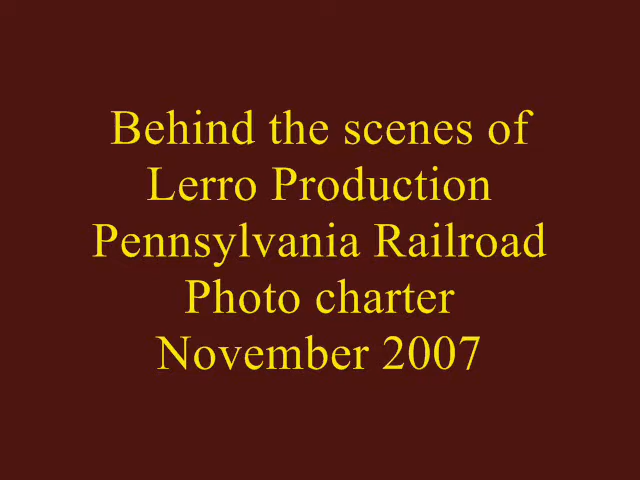 Behind the scenes of
Lerro Production
Pennsylvania Railroad
Photo charter
November 2007